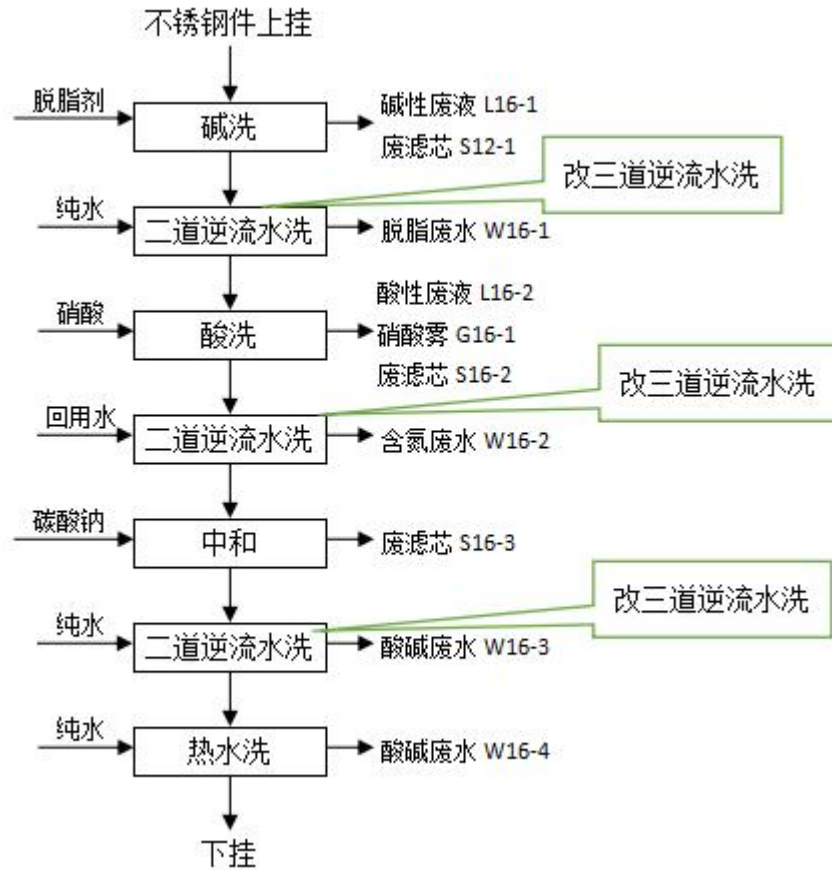 不锈钢件上挂
脱脂剂
碱洗
碱性废液 L16-1
废滤芯 S12-1
改三道逆流水洗
纯水
二道逆流水洗
脱脂废水 W16-1
硝酸
酸洗
酸性废液 L16-2
硝酸雾 G16-1
废滤芯 S16-2
改三道逆流水洗
回用水
二道逆流水洗
含氮废水 W16-2
碳酸钠
中和
废滤芯 S16-3
改三道逆流水洗
纯水
二道逆流水洗
酸碱废水 W16-3
纯水
热水洗
酸碱废水 W16-4
下挂